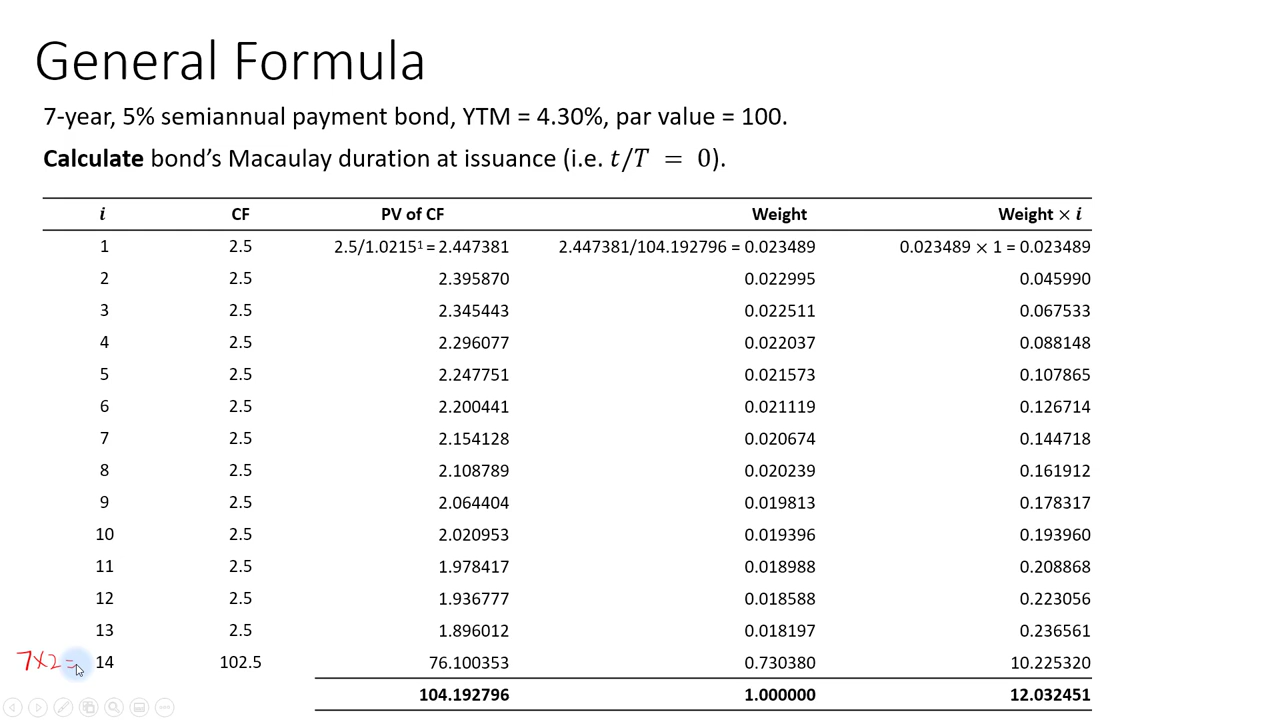 General Formula
7-year, 5% semiannual payment bond, YTM = 4.30%, par value = 100.
Calculate bond’s Macaulay duration at issuance (i.e. t/T = 0).
i CF PV of CF Weight Weight × i
1 2.5 2.5/1.0215¹ = 2.447381 2.447381/104.192796 = 0.023489 0.023489 × 1 = 0.023489
2 2.5 2.395870 0.022995 0.045990
3 2.5 2.345443 0.022511 0.067533
4 2.5 2.296077 0.022037 0.088148
5 2.5 2.247751 0.021573 0.107865
6 2.5 2.200441 0.021119 0.126714
7 2.5 2.154128 0.020674 0.144718
8 2.5 2.108789 0.020239 0.161912
9 2.5 2.064404 0.019813 0.178317
10 2.5 2.020953 0.019396 0.193960
11 2.5 1.978417 0.018988 0.208868
12 2.5 1.936777 0.018588 0.223056
13 2.5 1.896012 0.018197 0.236561
7×2= 14 102.5 76.100353 0.730380 10.225320
104.192796 1.000000 12.032451